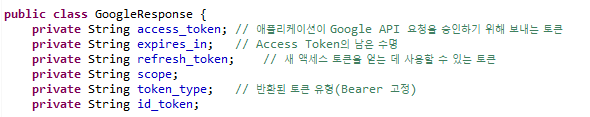 public class GoogleResponse {
private String access_token; // 애플리케이션이 Google API 요청을 승인하기 위해 보내는 토큰
private String expires_in; // Access Token의 남은 수명
private String refresh_token; // 새 액세스 토큰을 얻는 데 사용할 수 있는 토큰
private String scope;
private String token_type; // 반환된 토큰 유형(Bearer 고정)
private String id_token;